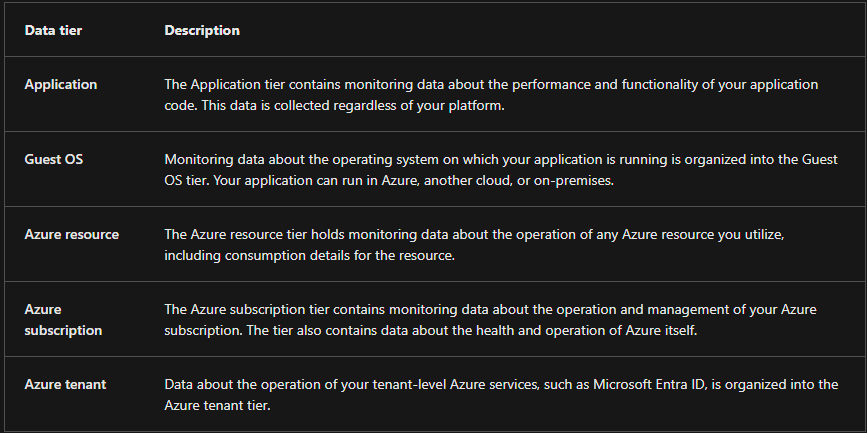 Data tier Description
Application The Application tier contains monitoring data about the performance and functionality of your application
code. This data is collected regardless of your platform.
Guest OS Monitoring data about the operating system on which your application is running is organized into the Guest
OS tier. Your application can run in Azure, another cloud, or on-premises.
Azure resource The Azure resource tier holds monitoring data about the operation of any Azure resource you utilize,
including consumption details for the resource.
Azure The Azure subscription tier contains monitoring data about the operation and management of your Azure
subscription subscription. The tier also contains data about the health and operation of Azure itself.
Azure tenant Data about the operation of your tenant-level Azure services, such as Microsoft Entra ID, is organized into the
Azure tenant tier.